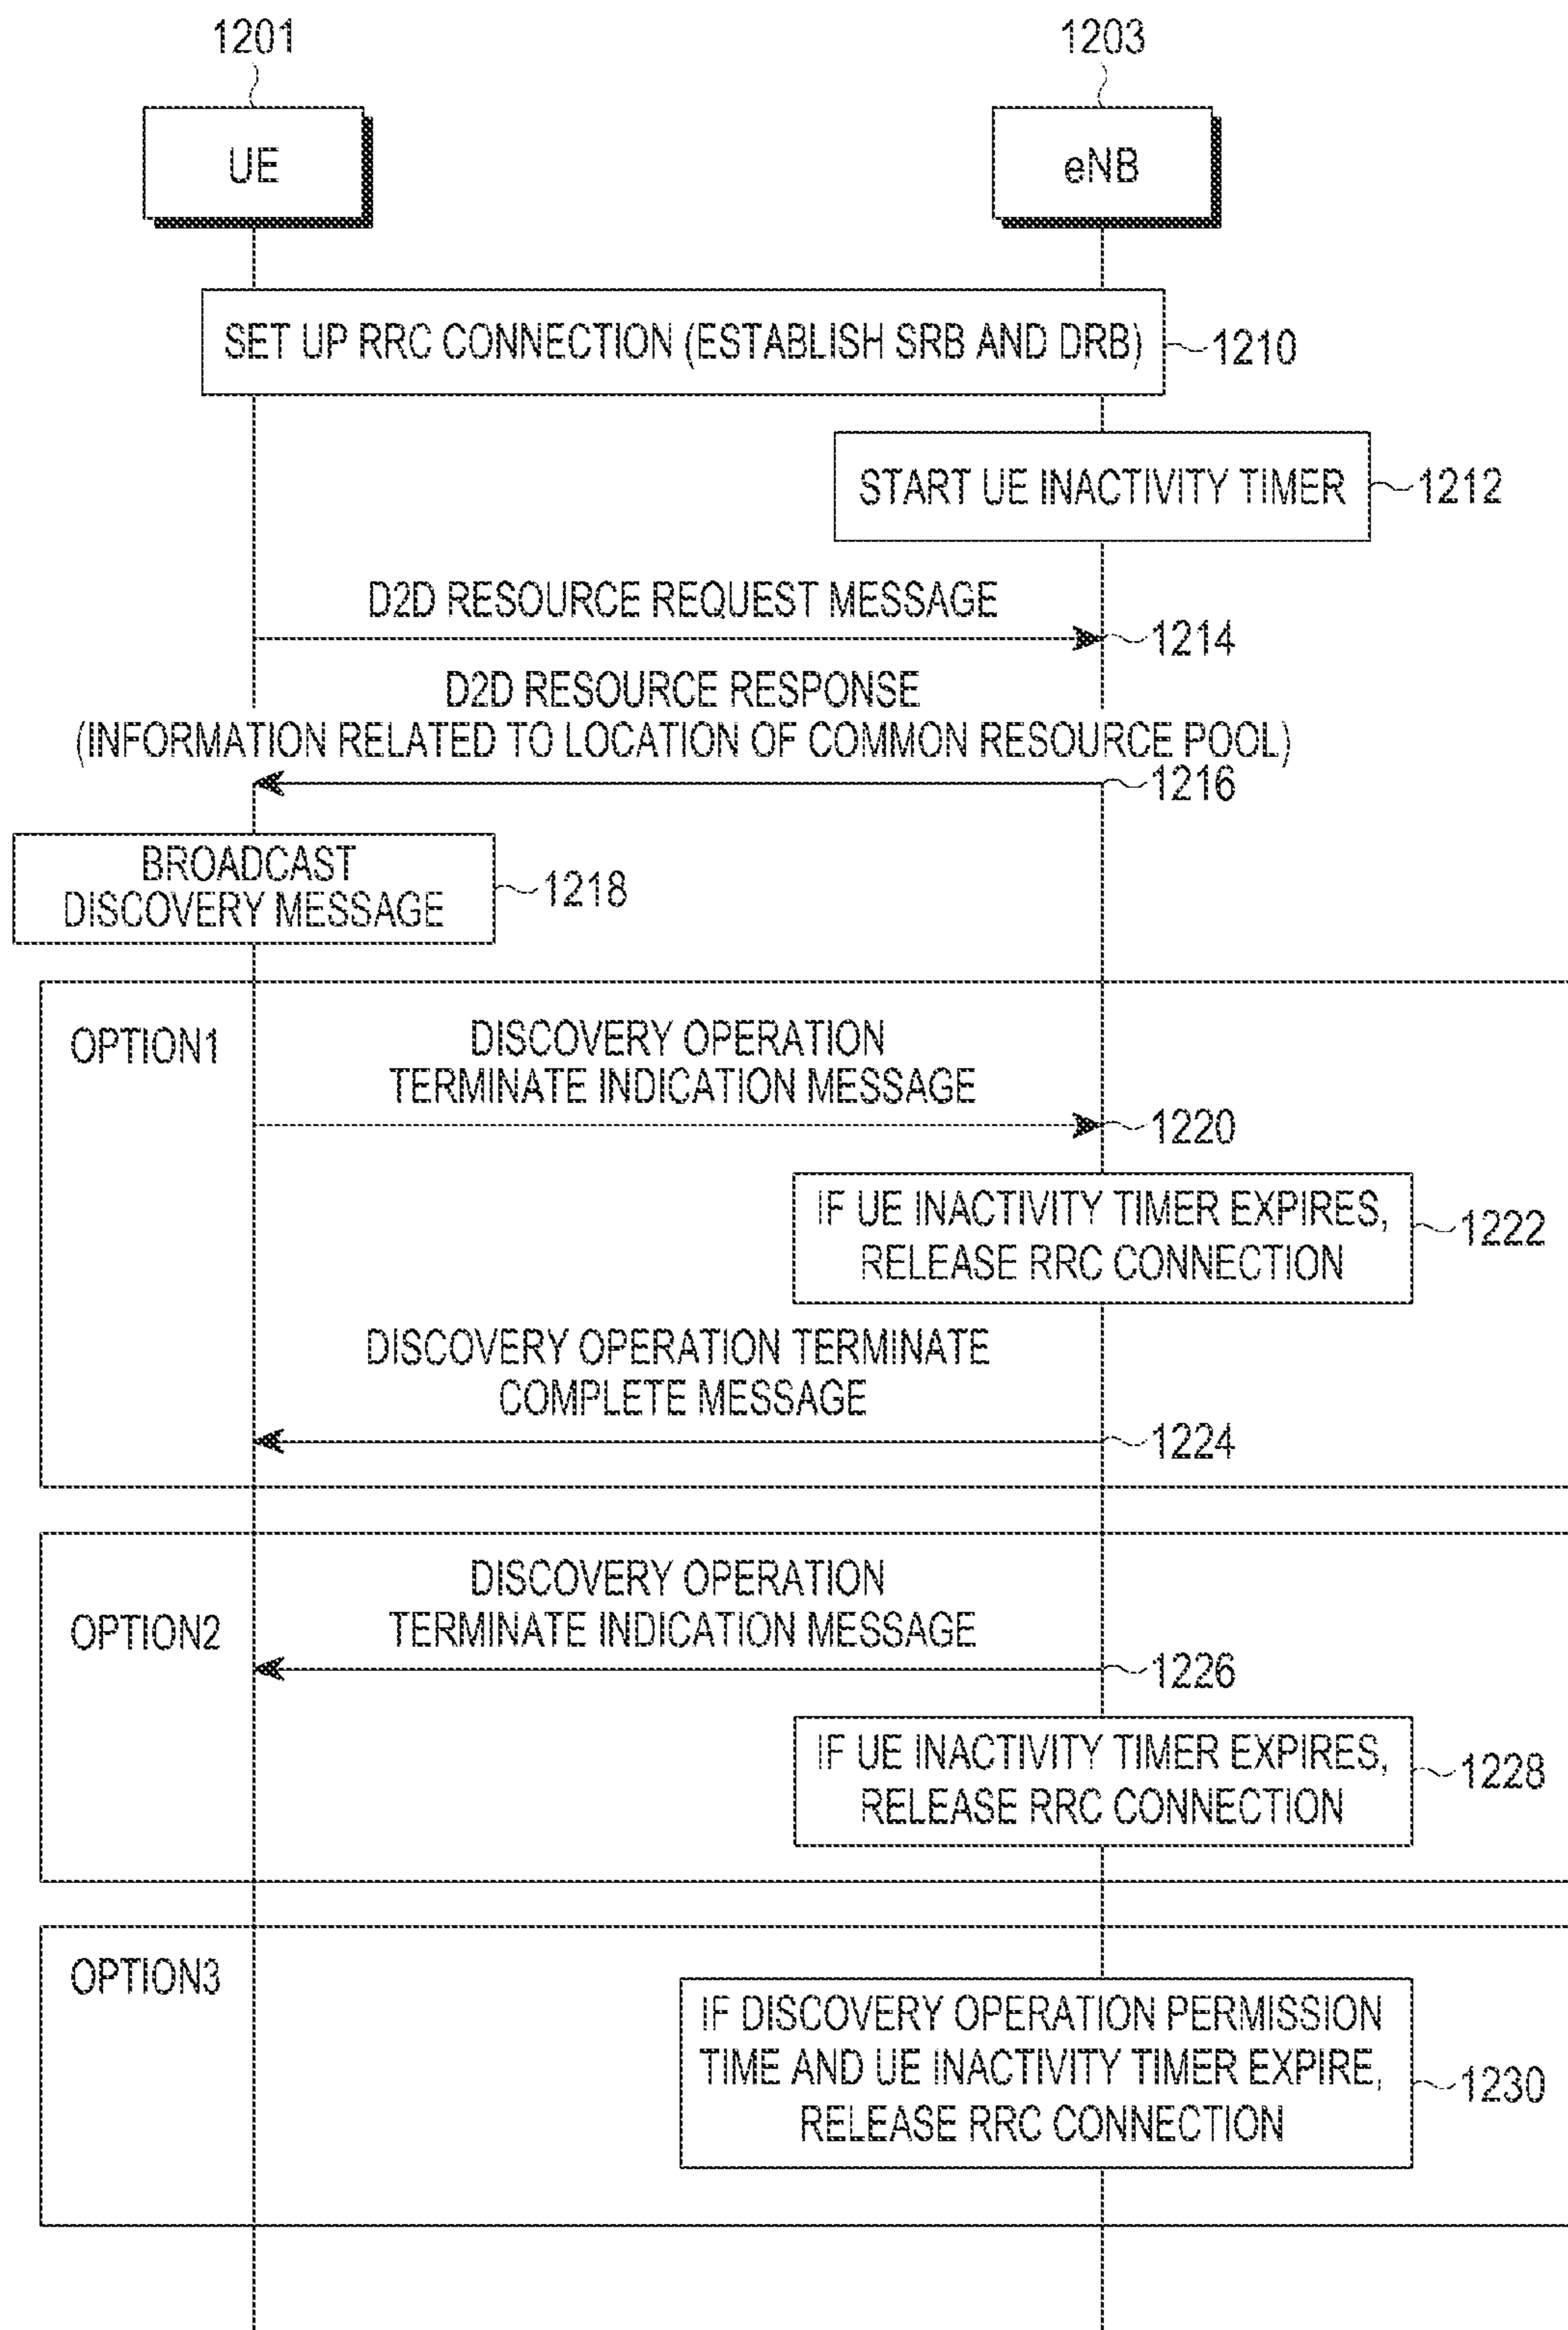 1201
1203
UE
eNB
SET UP RRC CONNECTION (ESTABLISH SRB AND DRB)
1210
START UE INACTIVITY TIMER
1212
D2D RESOURCE REQUEST MESSAGE
1214
D2D RESOURCE RESPONSE
(INFORMATION RELATED TO LOCATION OF COMMON RESOURCE POOL)
1216
BROADCAST
DISCOVERY MESSAGE
1218
OPTION1
DISCOVERY OPERATION
TERMINATE INDICATION MESSAGE
1220
IF UE INACTIVITY TIMER EXPIRES,
RELEASE RRC CONNECTION
1222
DISCOVERY OPERATION TERMINATE
COMPLETE MESSAGE
1224
OPTION2
DISCOVERY OPERATION
TERMINATE INDICATION MESSAGE
1226
IF UE INACTIVITY TIMER EXPIRES,
RELEASE RRC CONNECTION
1228
OPTION3
IF DISCOVERY OPERATION PERMISSION
TIME AND UE INACTIVITY TIMER EXPIRE,
RELEASE RRC CONNECTION
1230